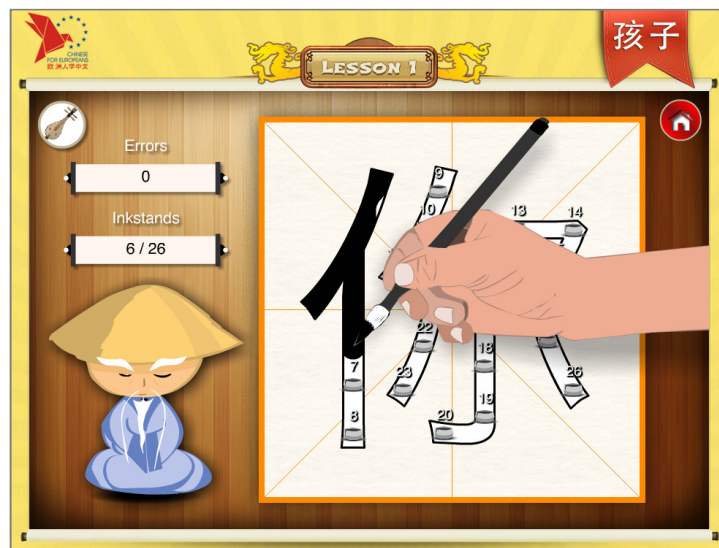 CHINESE
FOR EUROPEANS
欧洲人学中文
LESSON 1
孩子
Errors
0
Inkstands
6 / 26
9
10
13
14
22
7
18
23
26
8
19
20